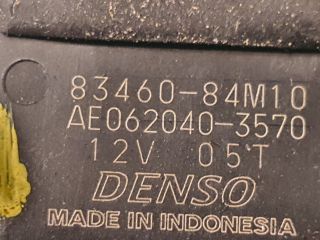 83460-84M10
AE062040-3570
12V 05T
DENSO
MADE IN INDONESIA